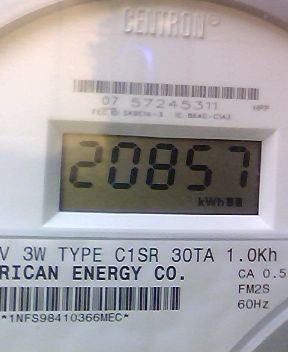 CENTRON®
07 57245311
20857
kWh
V 3W TYPE C1SR 30TA 1.0Kh
RICAN ENERGY CO.
CA 0.5
FM2S
60Hz
*1NFS98410366MEC*